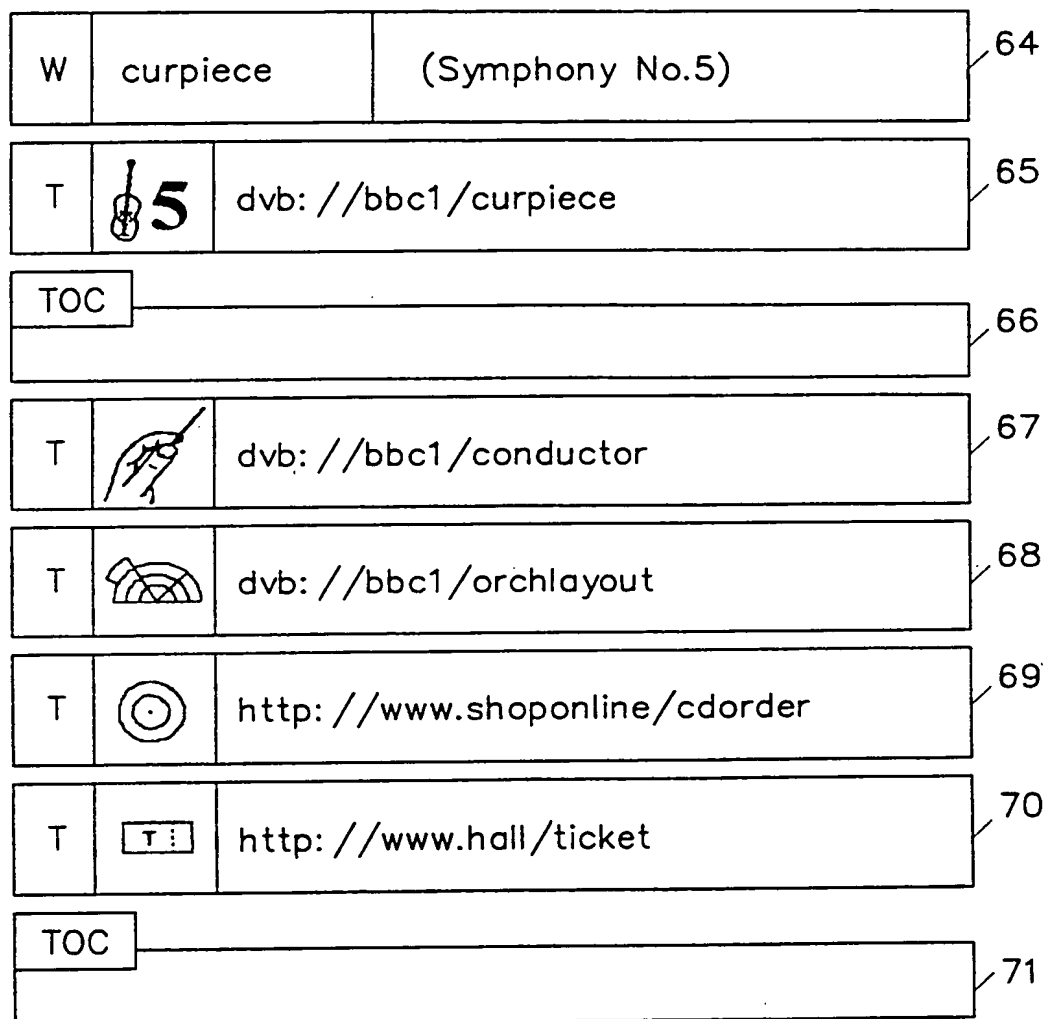 W curpiece (Symphony No.5) 64
T 5 dvb: //bbc1/curpiece 65
TOC
66
T dvb: //bbc1/conductor 67
T dvb: //bbc1/orchlayout 68
T http: //www.shoponline/cdorder 69
T T http: //www.hall/ticket 70
TOC
71